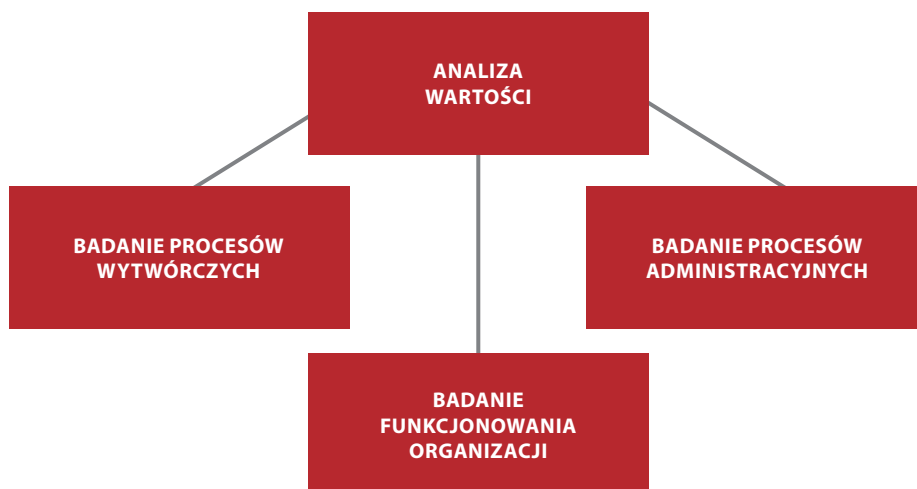 ANALIZA
WARTOŚCI
BADANIE PROCESÓW
WYTWÓRCZYCH
BADANIE PROCESÓW
ADMINISTRACYJNYCH
BADANIE
FUNKCJONOWANIA
ORGANIZACJI